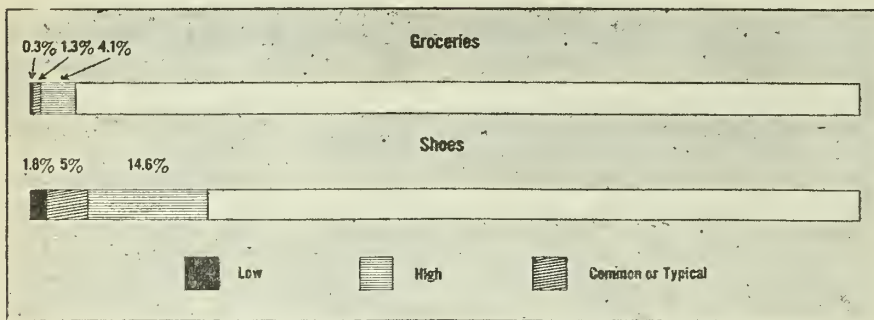 Groceries
0.3% 1.3% 4.1%
Shoes
1.8% 5% 14.6%
Low High Common or Typical